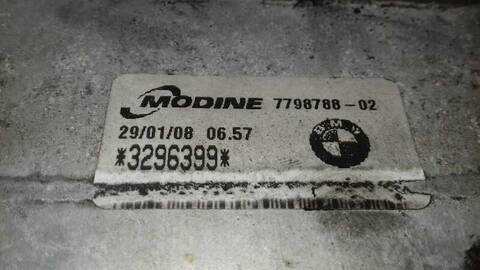 MODINE 7798788-02
29/01/08 06.57
BMW
*3296399*